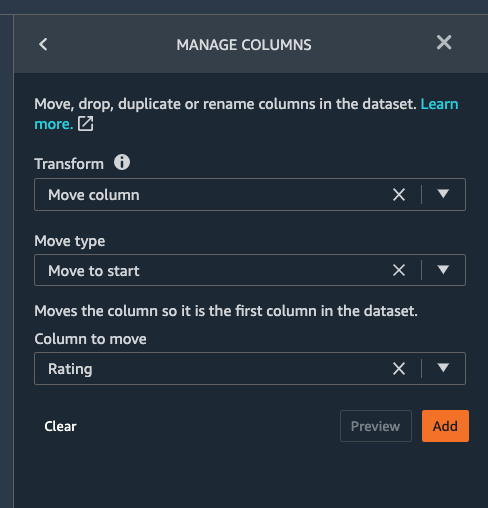 MANAGE COLUMNS
Move, drop, duplicate or rename columns in the dataset. Learn
more.
Transform
Move column
Move type
Move to start
Moves the column so it is the first column in the dataset.
Column to move
Rating
Clear
Preview
Add